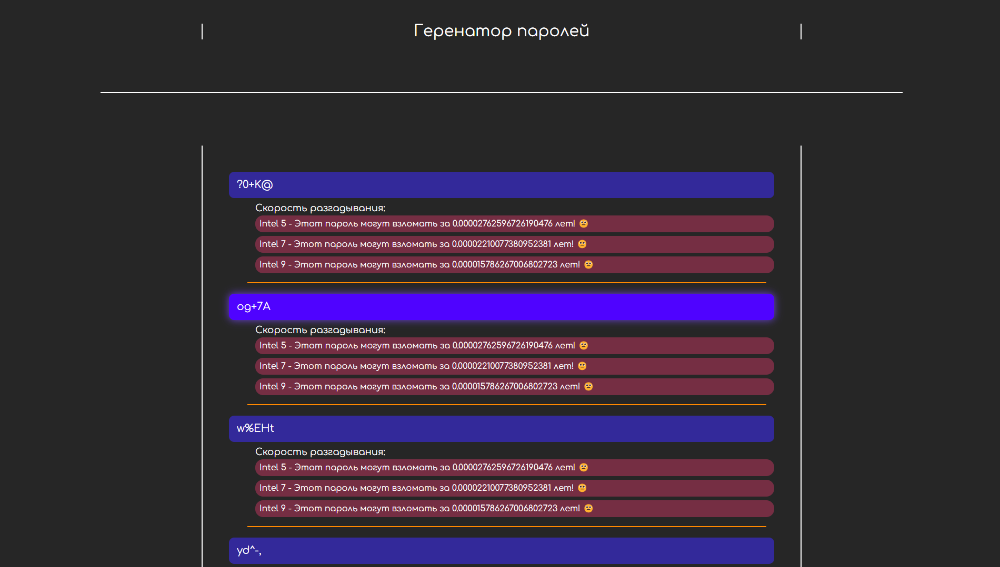 Геренатор паролей
?0+K@
Скорость разгадывания:
Intel 5 - Этот пароль могут взломать за 0.00002762596726190476 лет! 😐
Intel 7 - Этот пароль могут взломать за 0.00002210077380952381 лет! 😐
Intel 9 - Этот пароль могут взломать за 0.000015786267006802723 лет! 😐
og+7A
Скорость разгадывания:
Intel 5 - Этот пароль могут взломать за 0.00002762596726190476 лет! 😐
Intel 7 - Этот пароль могут взломать за 0.00002210077380952381 лет! 😐
Intel 9 - Этот пароль могут взломать за 0.000015786267006802723 лет! 😐
w%EHt
Скорость разгадывания:
Intel 5 - Этот пароль могут взломать за 0.00002762596726190476 лет! 😐
Intel 7 - Этот пароль могут взломать за 0.00002210077380952381 лет! 😐
Intel 9 - Этот пароль могут взломать за 0.000015786267006802723 лет! 😐
yd^-,